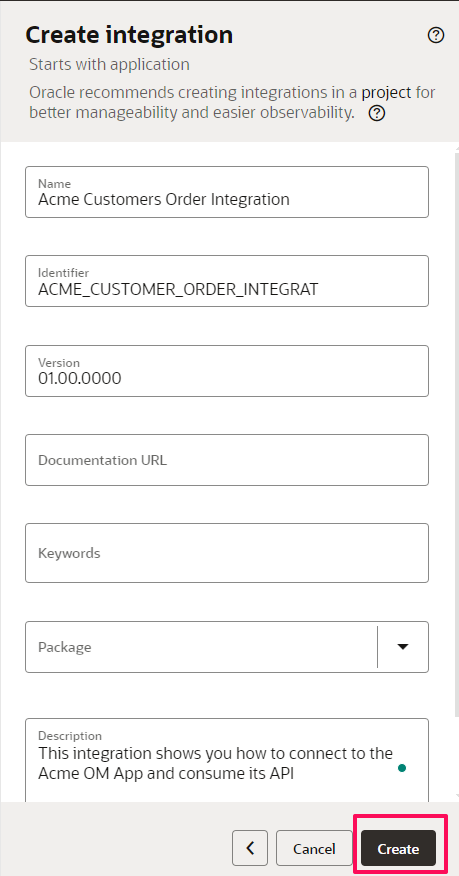 Create integration
Starts with application
Oracle recommends creating integrations in a project for
better manageability and easier observability. ?
?
Name
Acme Customers Order Integration
Identifier
ACME_CUSTOMER_ORDER_INTEGRAT
Version
01.00.0000
Documentation URL
Keywords
Package
Description
This integration shows you how to connect to the
Acme OM App and consume its API
Cancel
Create